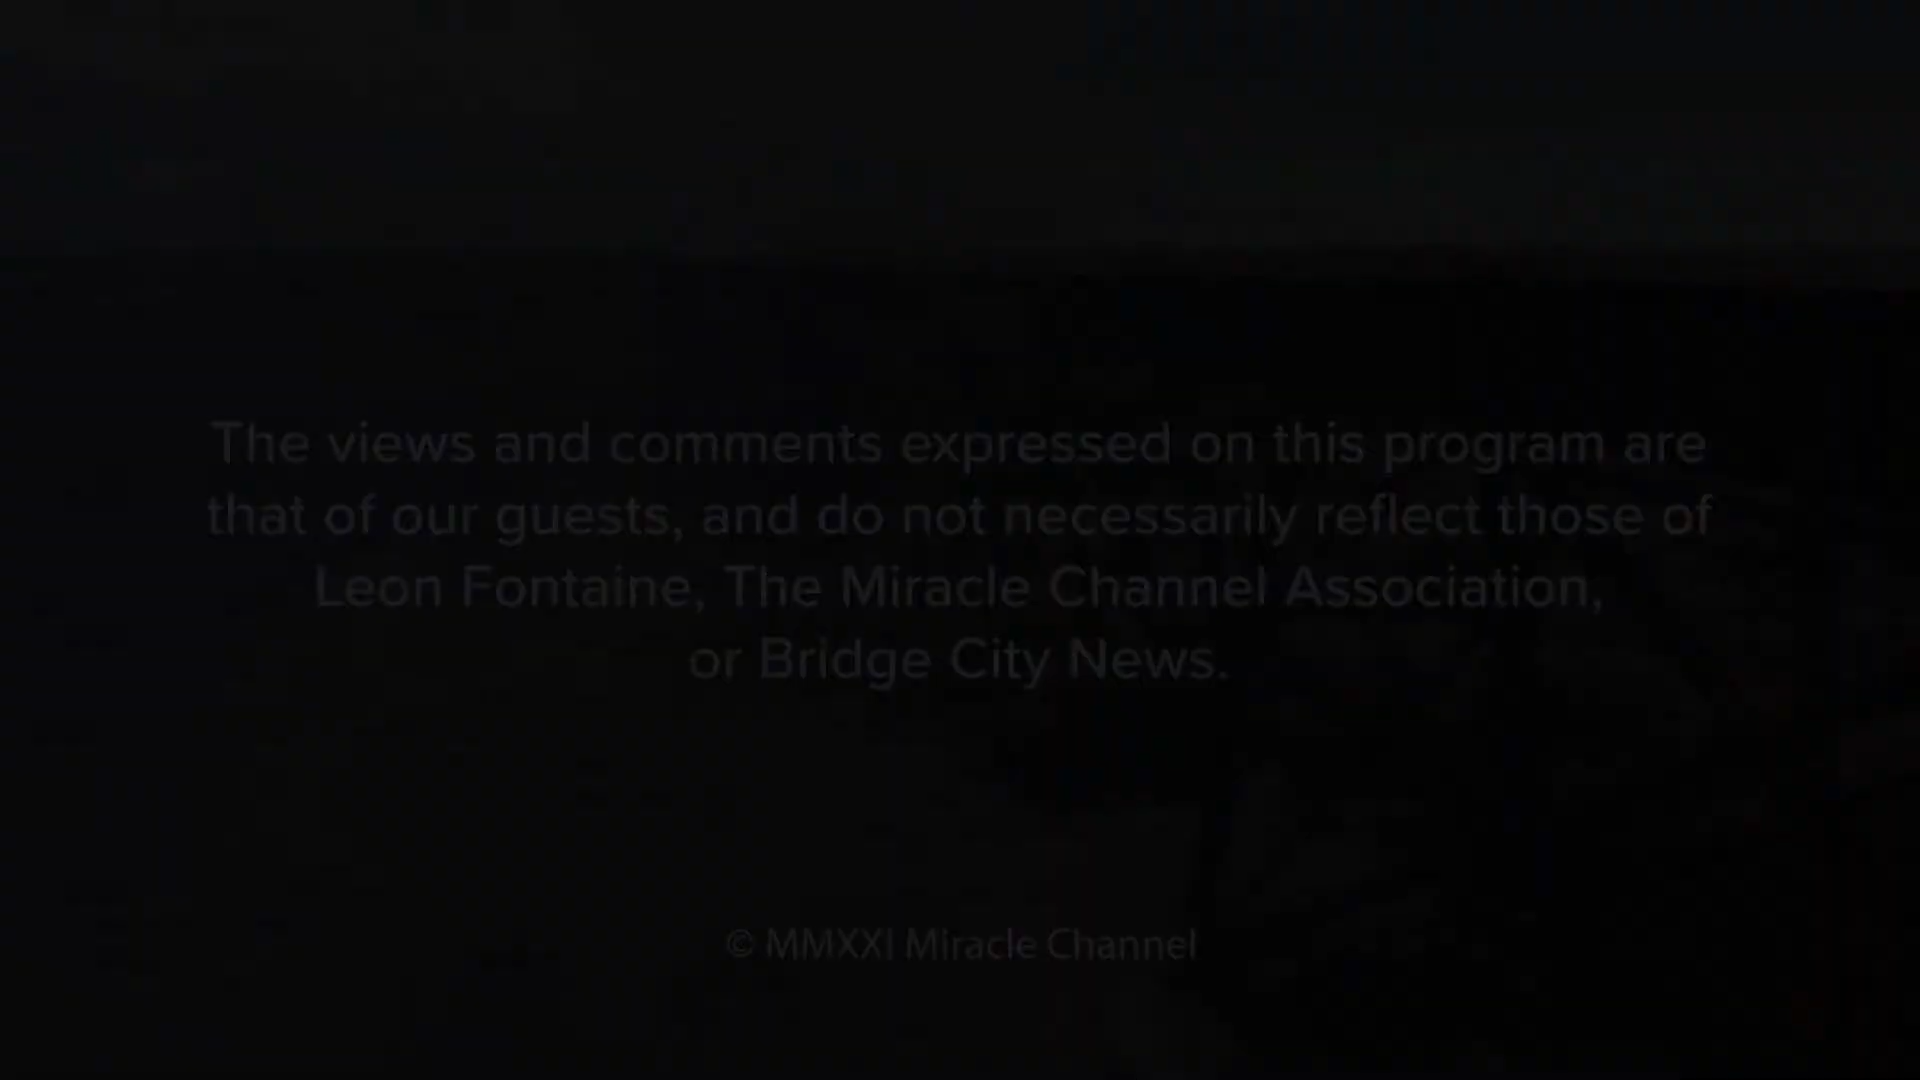 The views and comments expressed on this program are
that of our guests, and do not necessarily reflect those of
Leon Fontaine, The Miracle Channel Association,
or Bridge City News.
© MMXXI Miracle Channel